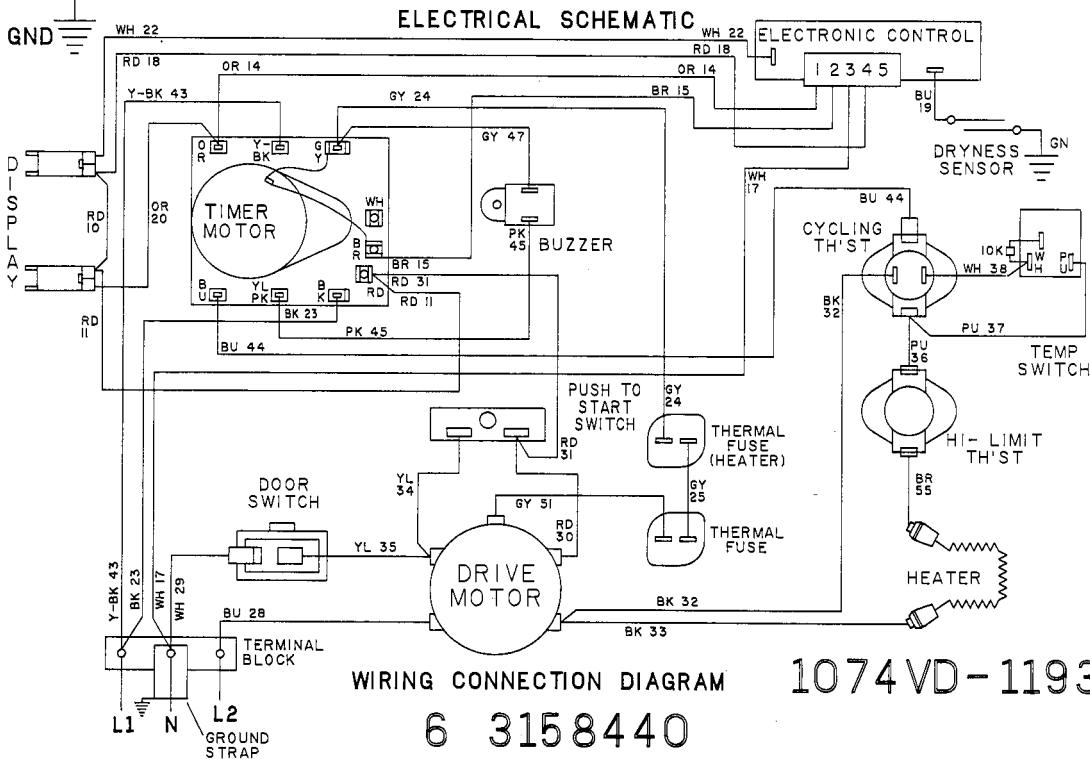 ELECTRICAL SCHEMATIC
GND
WH 22
RD 18
OR 14
Y-BK 43
GY 24
WH 22
RD 18
OR 14
BR 15
GY 47
ELECTRONIC CONTROL
1 2 3 4 5
BU 19
GN
DRYNESS SENSOR
DISPLAY
RD 10
OR 20
RD 11
OR
Y-BK
GY
TIMER MOTOR
WH
BR
RD
BU
YL PK
BK
BR 15
RD 31
RD 11
BK 23
PK 45
BU 44
PK 45
BUZZER
WH 17
BU 44
CYCLING TH'ST
10K
WH
PU
WH 38
BK 32
PU 37
PU 36
TEMP SWITCH
PUSH TO START SWITCH
GY 24
THERMAL FUSE (HEATER)
HI-LIMIT TH'ST
RD 31
YL 34
GY 25
BR 55
DOOR SWITCH
GY 51
RD 30
THERMAL FUSE
YL 35
DRIVE MOTOR
HEATER
Y-BK 43
BK 23
WH 17
WH 29
BU 28
BK 32
BK 33
TERMINAL BLOCK
L1
N
L2
GROUND STRAP
WIRING CONNECTION DIAGRAM
1074VD-1193
6 3158440